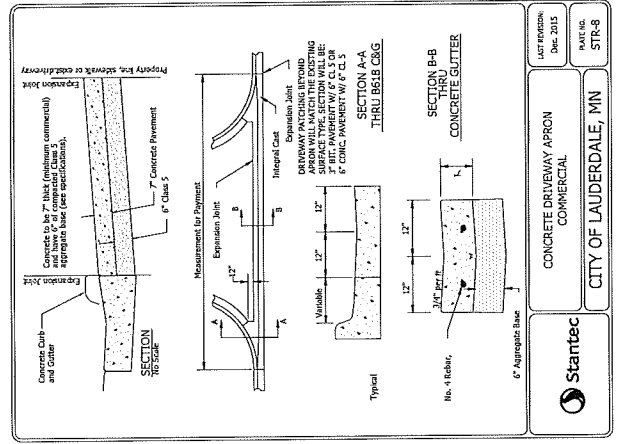 Concrete Curb
and Gutter
Expansion Joint
Concrete to be 7" thick (minimum commercial)
and have 6" of compacted Class 5
aggregate base (see specifications).
Expansion Joint
Property line, sidewalk or exist.driveway
7" Concrete Pavement
6" Class 5
SECTION
No Scale
Measurement for Payment
Expansion Joint
12"
A
A
B
B
Integral Cast
Expansion Joint
DRIVEWAY PATCHING BEYOND
APRON WILL MATCH THE EXISTING
SURFACE TYPE. SECTION WILL BE:
3" BIT. PAVEMENT W/ 6" CL 5 OR
6" CONC. PAVEMENT W/ 6" CL 5
Variable
12"
12"
Typical
SECTION A-A
THRU B61B C&G
12"
12"
3/4" per ft
7"
No. 4 Rebar,
6" Aggregate Base
SECTION B-B
THRU
CONCRETE GUTTER
Stantec
CONCRETE DRIVEWAY APRON
COMMERCIAL
CITY OF LAUDERDALE, MN
LAST REVISION:
Dec. 2015
PLATE NO.
STR-8